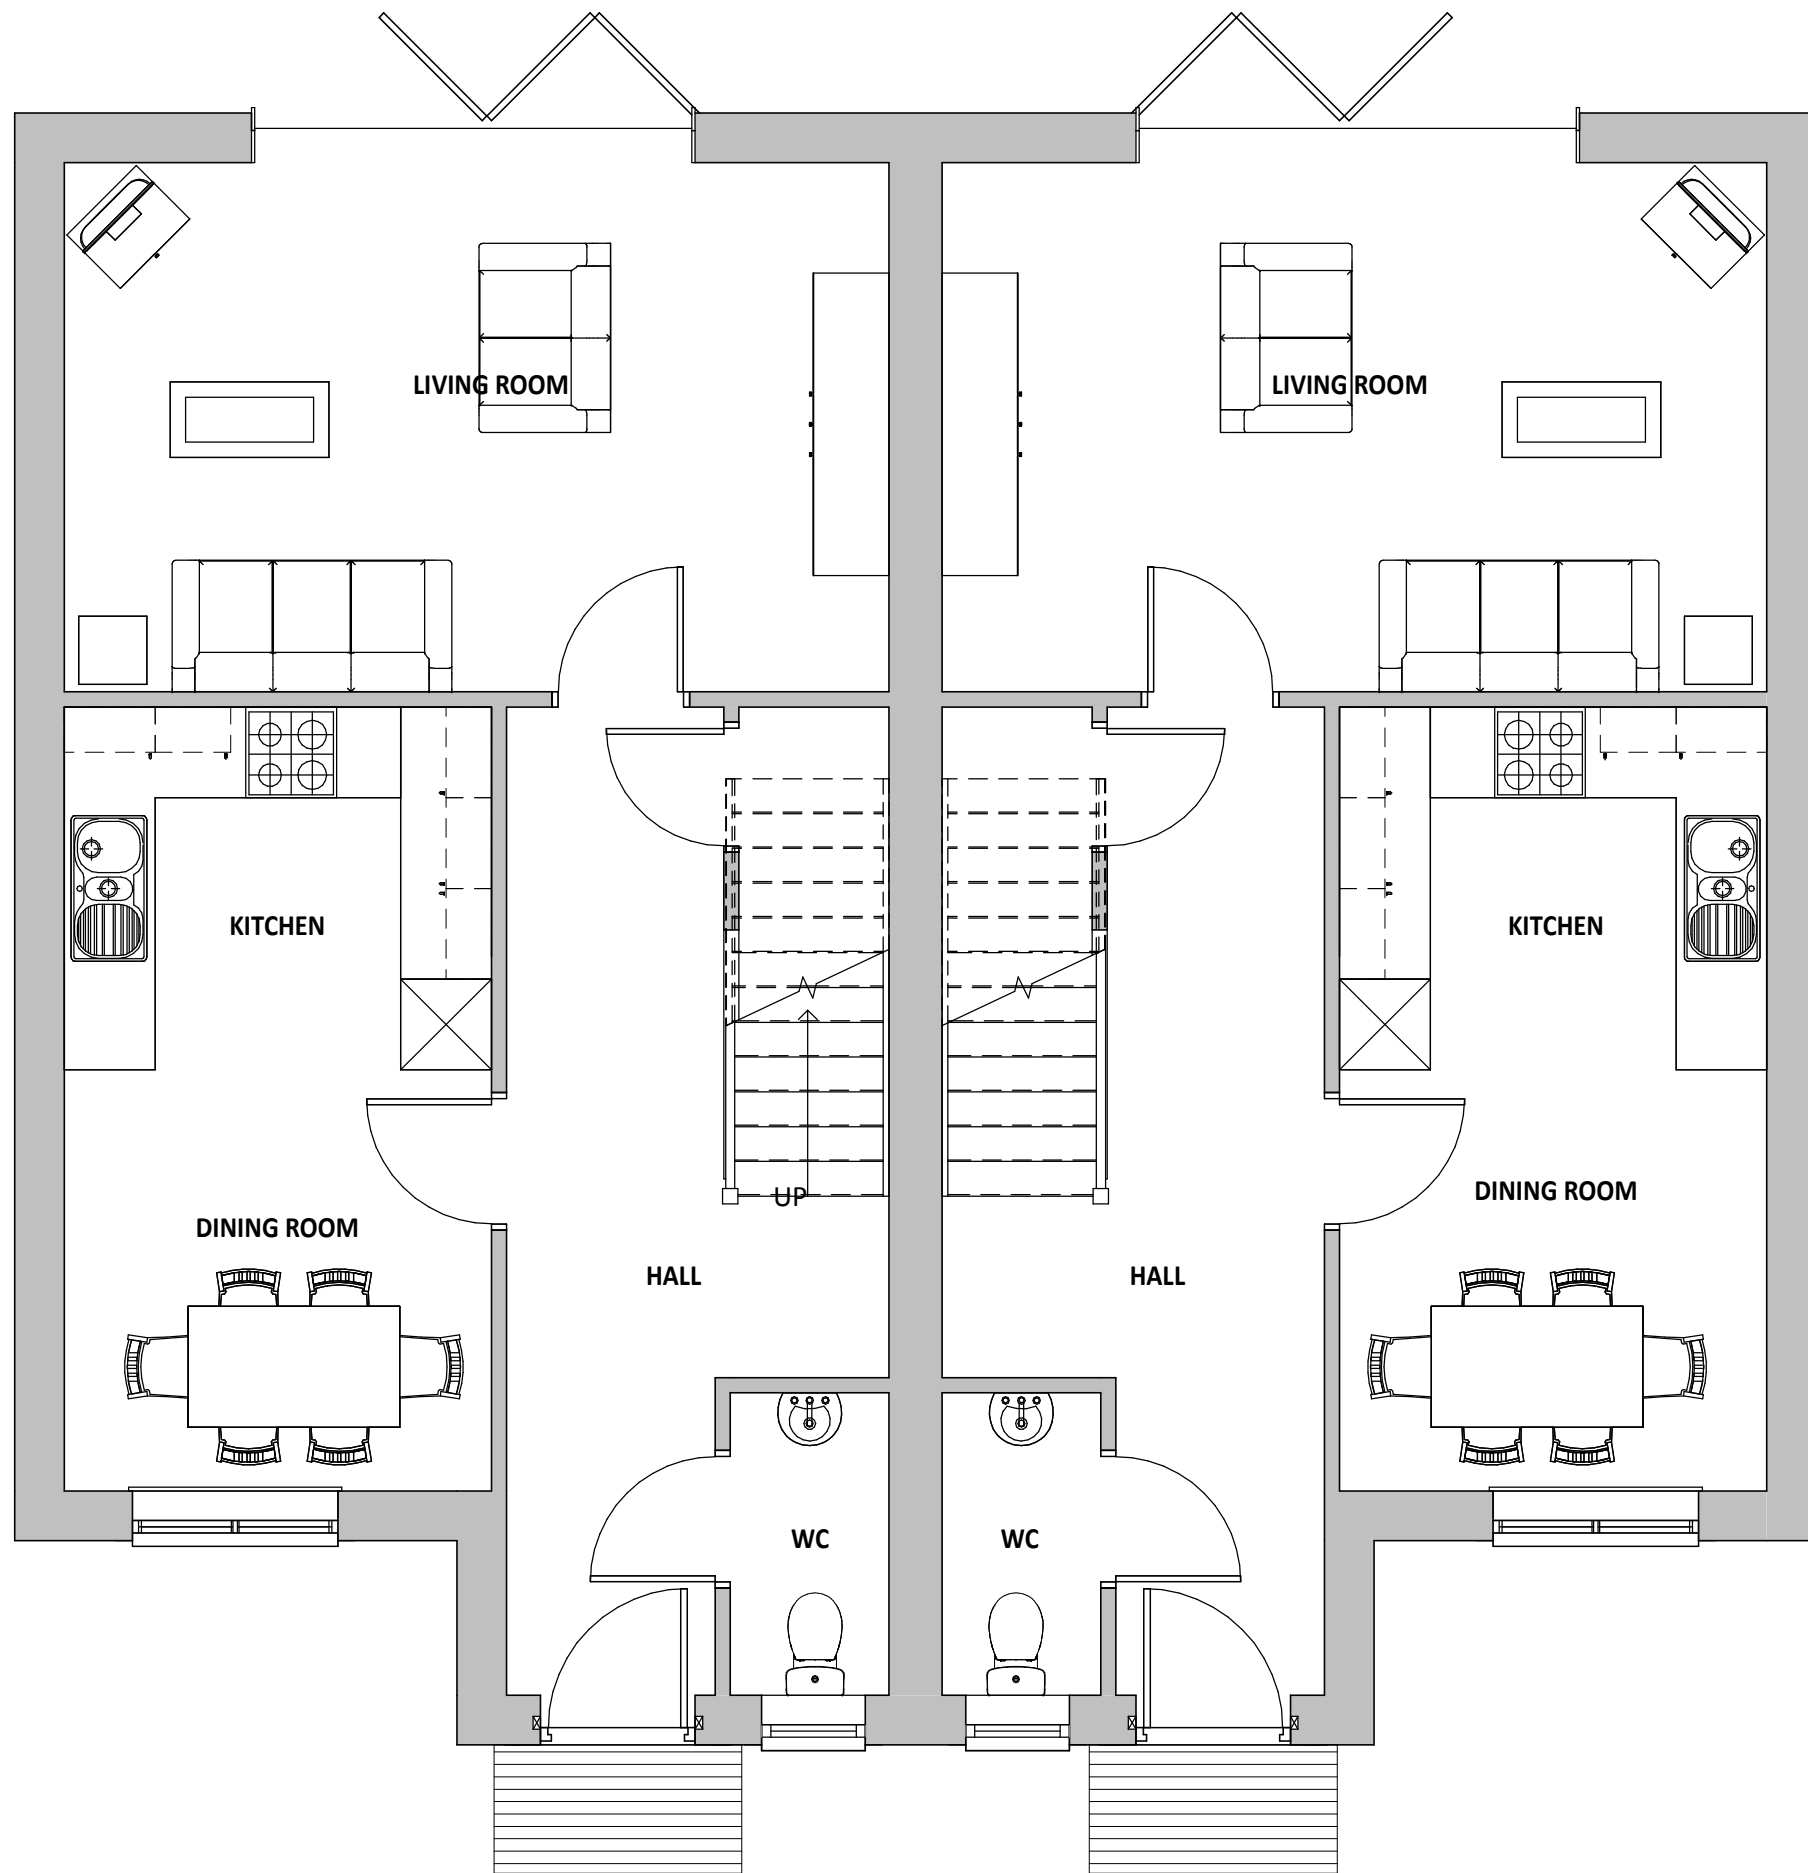 LIVING ROOM
LIVING ROOM
KITCHEN
KITCHEN
UP
DINING ROOM
DINING ROOM
HALL
HALL
WC
WC